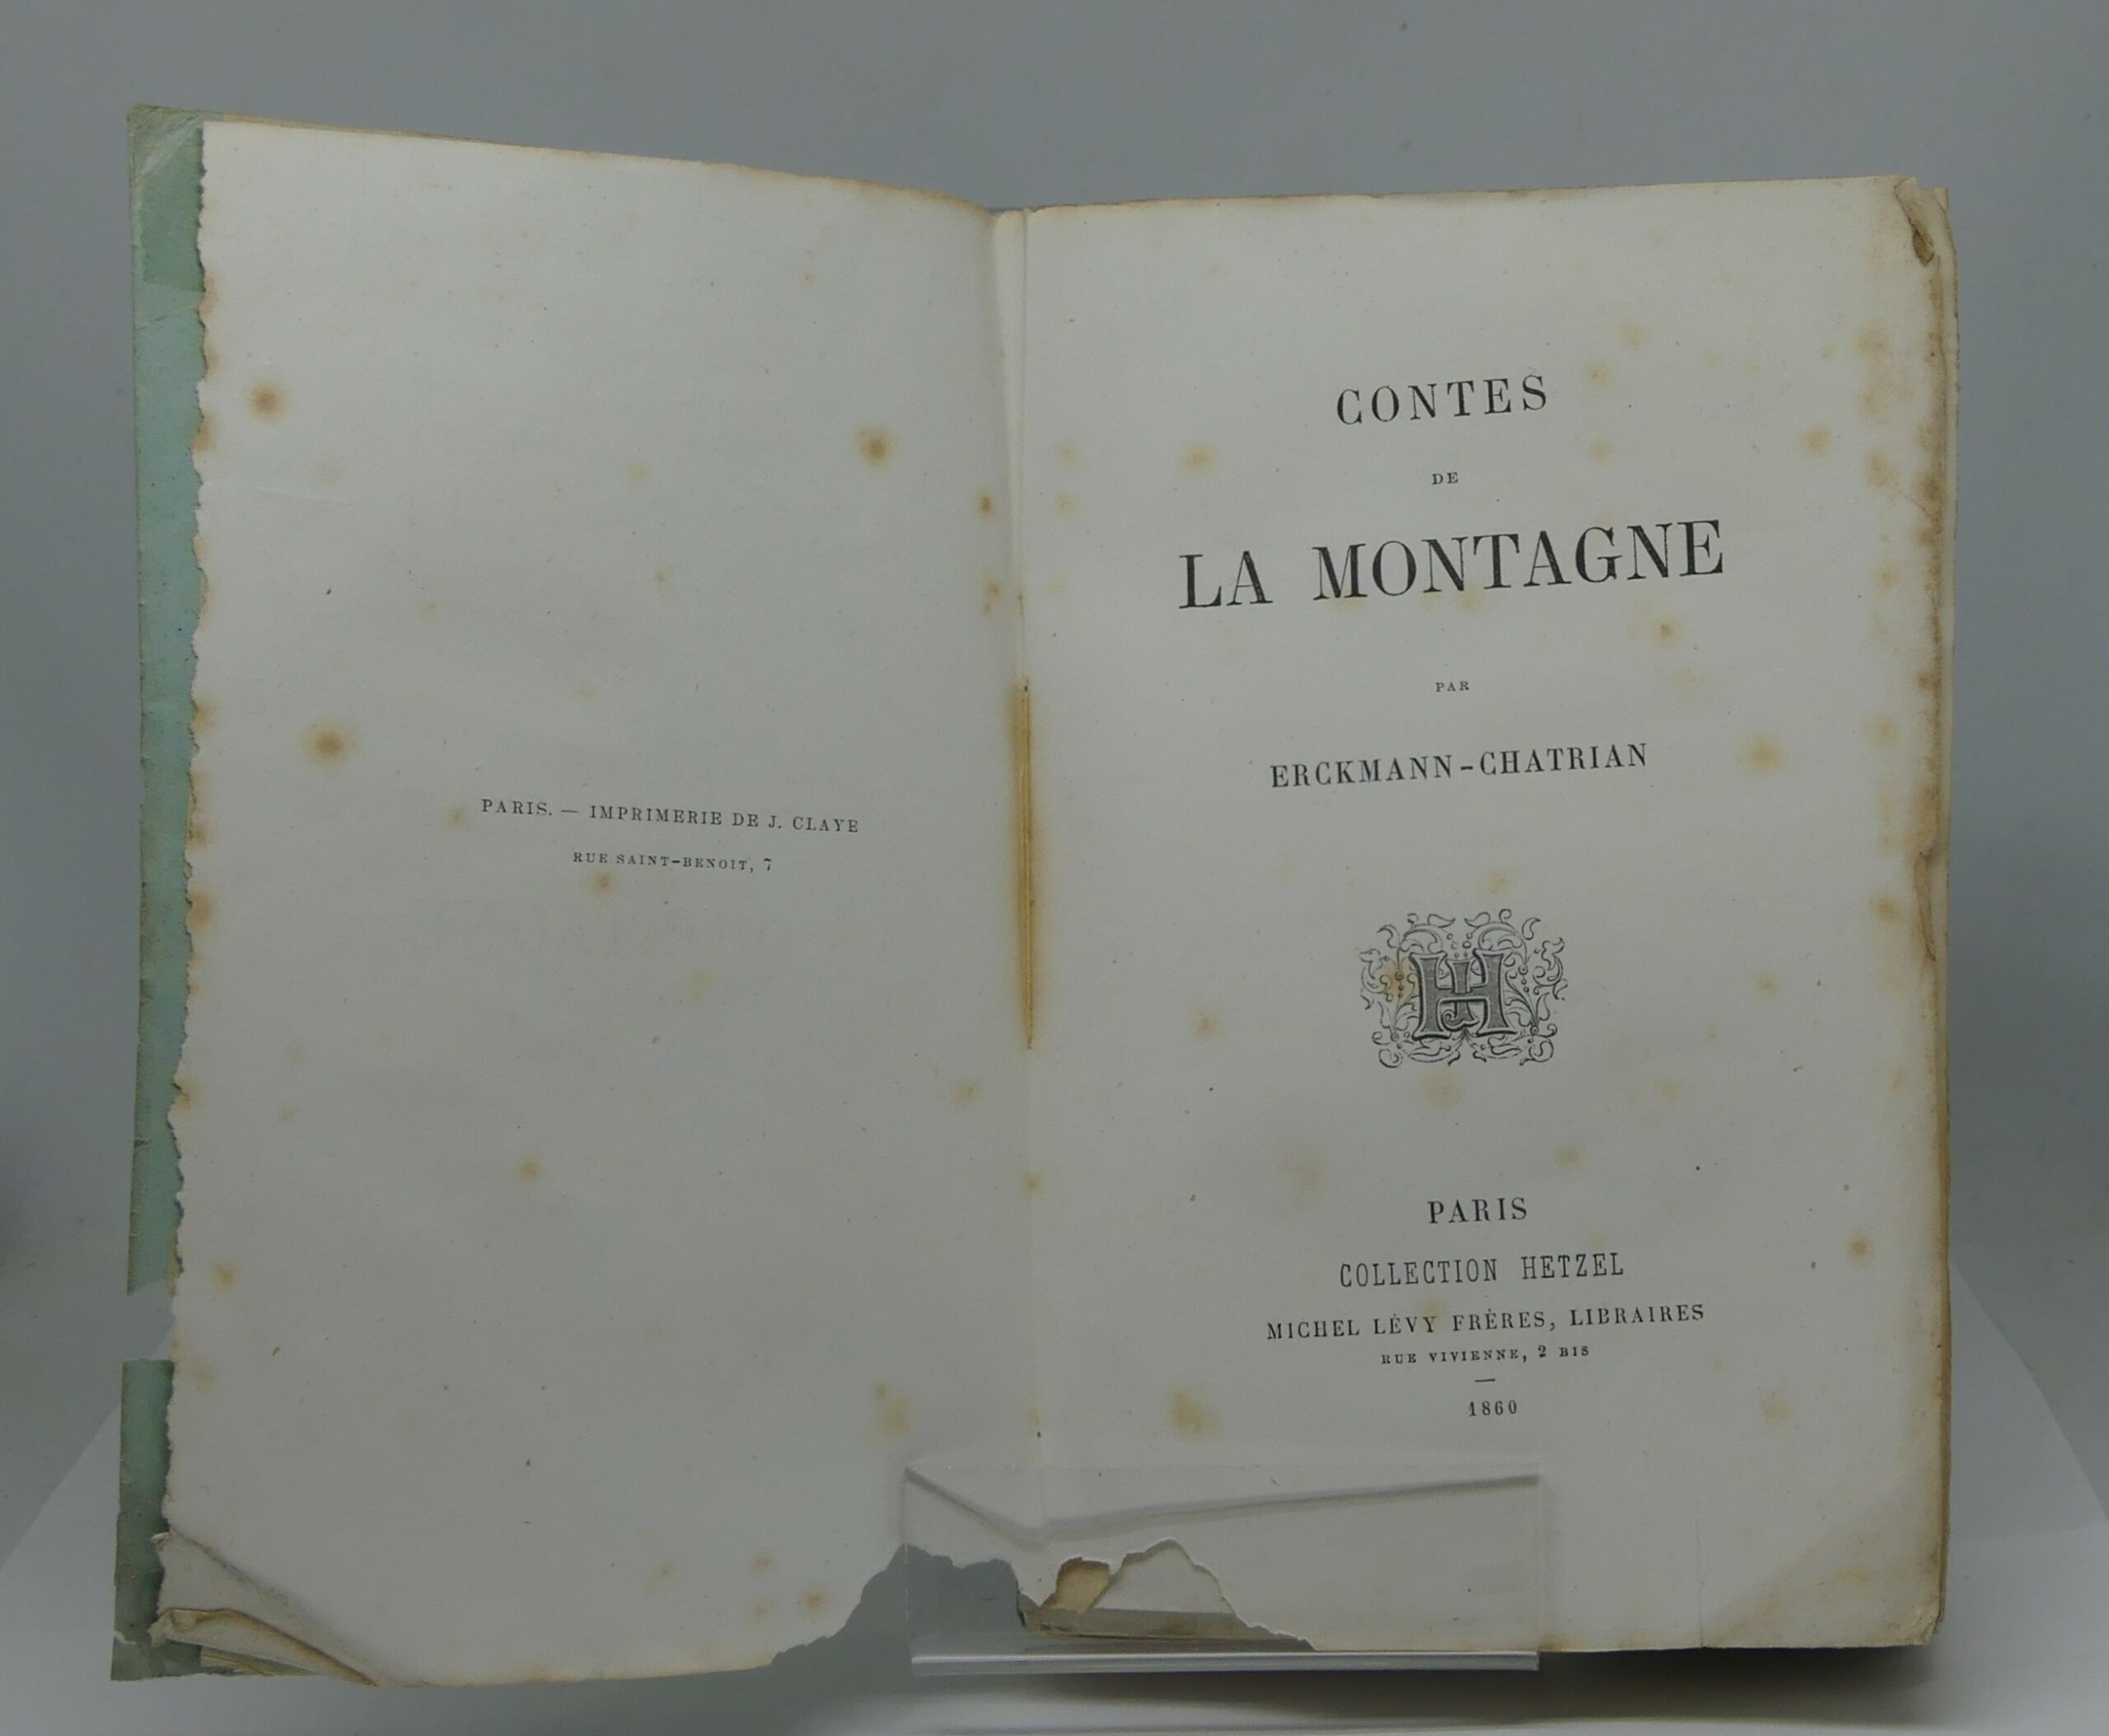 PARIS. — IMPRIMERIE DE J. CLAYE
RUE SAINT-BENOIT, 7
CONTES
DE
LA MONTAGNE
PAR
ERCKMANN-CHATRIAN
PARIS
COLLECTION HETZEL
MICHEL LÉVY FRÈRES, LIBRAIRES
RUE VIVIENNE, 2 BIS
—
1860